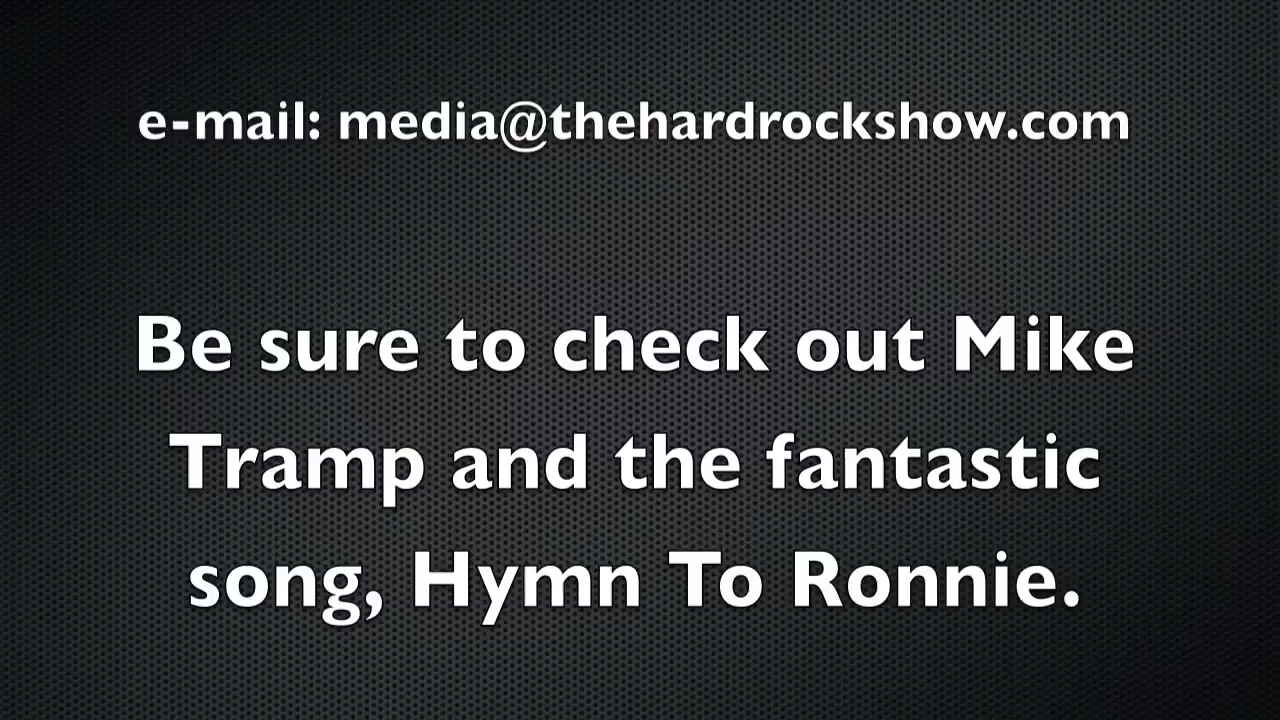 e-mail: media@thehardrockshow.com
Be sure to check out Mike
Tramp and the fantastic
song, Hymn To Ronnie.